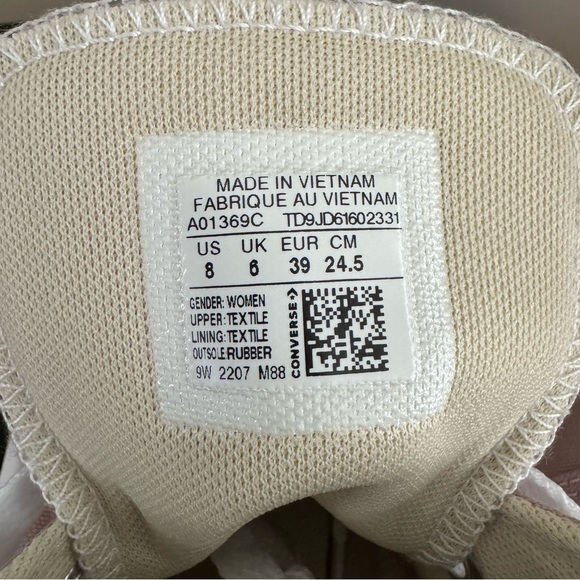 MADE IN VIETNAM
FABRIQUE AU VIETNAM
A01369C TD9JD61602331
US UK EUR CM
8 6 39 24.5
GENDER: WOMEN
UPPER: TEXTILE
LINING: TEXTILE
OUTSOLE RUBBER
9W 2207 M88
CONVERSE